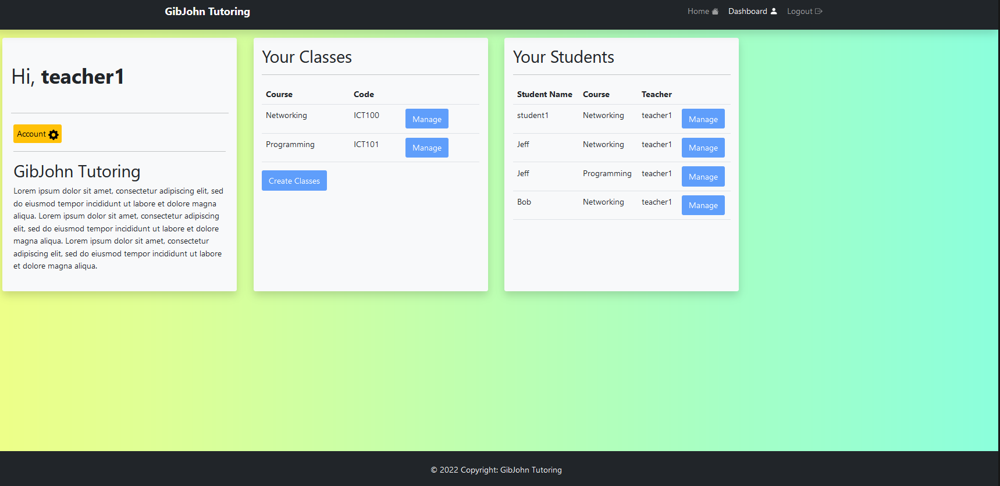 GibJohn Tutoring
Home
Dashboard
Logout
Hi, teacher1
Account
GibJohn Tutoring
Lorem ipsum dolor sit amet, consectetur adipiscing elit, sed
do eiusmod tempor incididunt ut labore et dolore magna
aliqua. Lorem ipsum dolor sit amet, consectetur adipiscing
elit, sed do eiusmod tempor incididunt ut labore et dolore
magna aliqua. Lorem ipsum dolor sit amet, consectetur
adipiscing elit, sed do eiusmod tempor incididunt ut labore
et dolore magna aliqua.
Your Classes
Course Code
Networking ICT100 Manage
Programming ICT101 Manage
Create Classes
Your Students
Student Name Course Teacher
student1 Networking teacher1 Manage
Jeff Networking teacher1 Manage
Jeff Programming teacher1 Manage
Bob Networking teacher1 Manage
© 2022 Copyright: GibJohn Tutoring